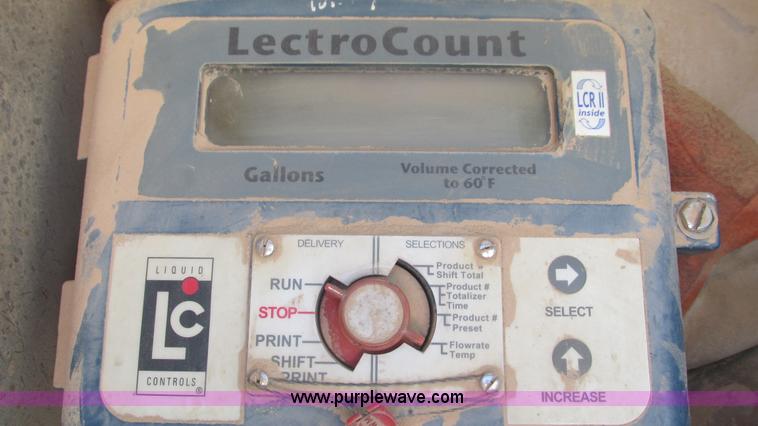 LectroCount
LCR II
inside
Gallons
Volume Corrected
to 60°F
LIQUID
LC
CONTROLS®
DELIVERY
SELECTIONS
RUN
STOP
PRINT
SHIFT
PRINT
Product #
Shift Total
Product #
Totalizer
Time
Product #
Preset
Flowrate
Temp
SELECT
INCREASE
www.purplewave.com